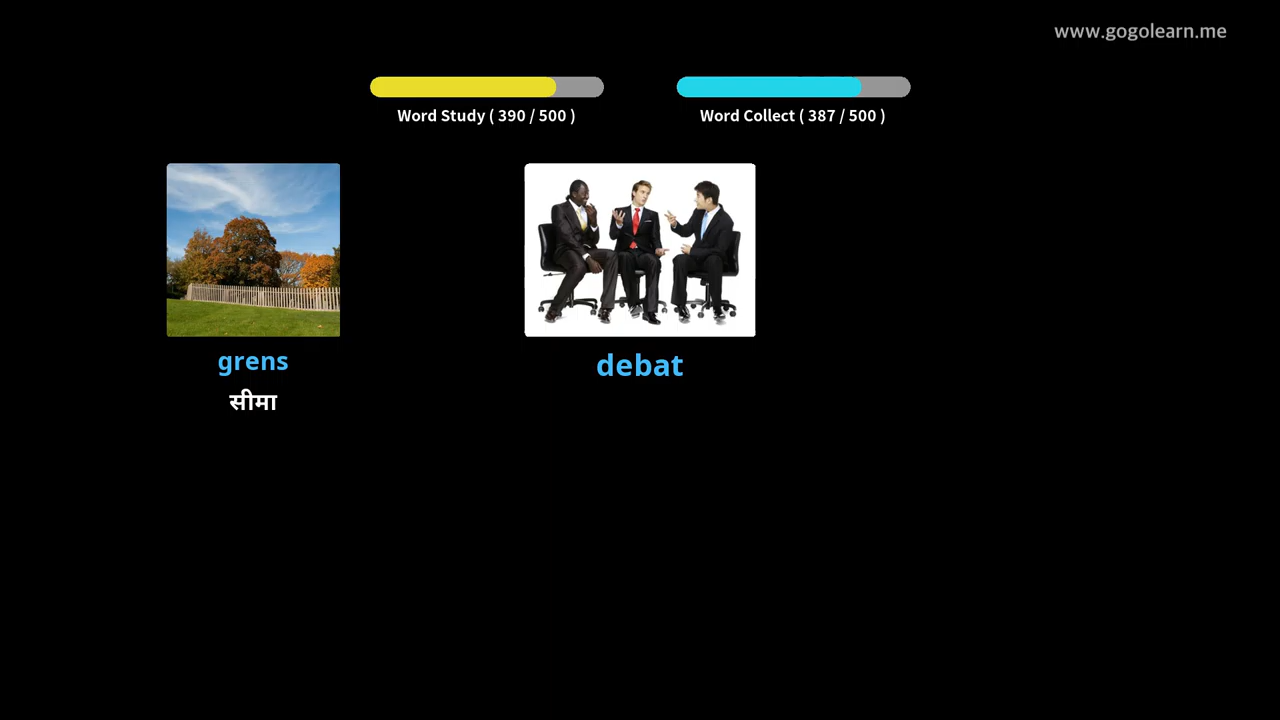 www.gogolearn.me
Word Study ( 390 / 500 )
Word Collect ( 387 / 500 )
grens
debat
सीमा